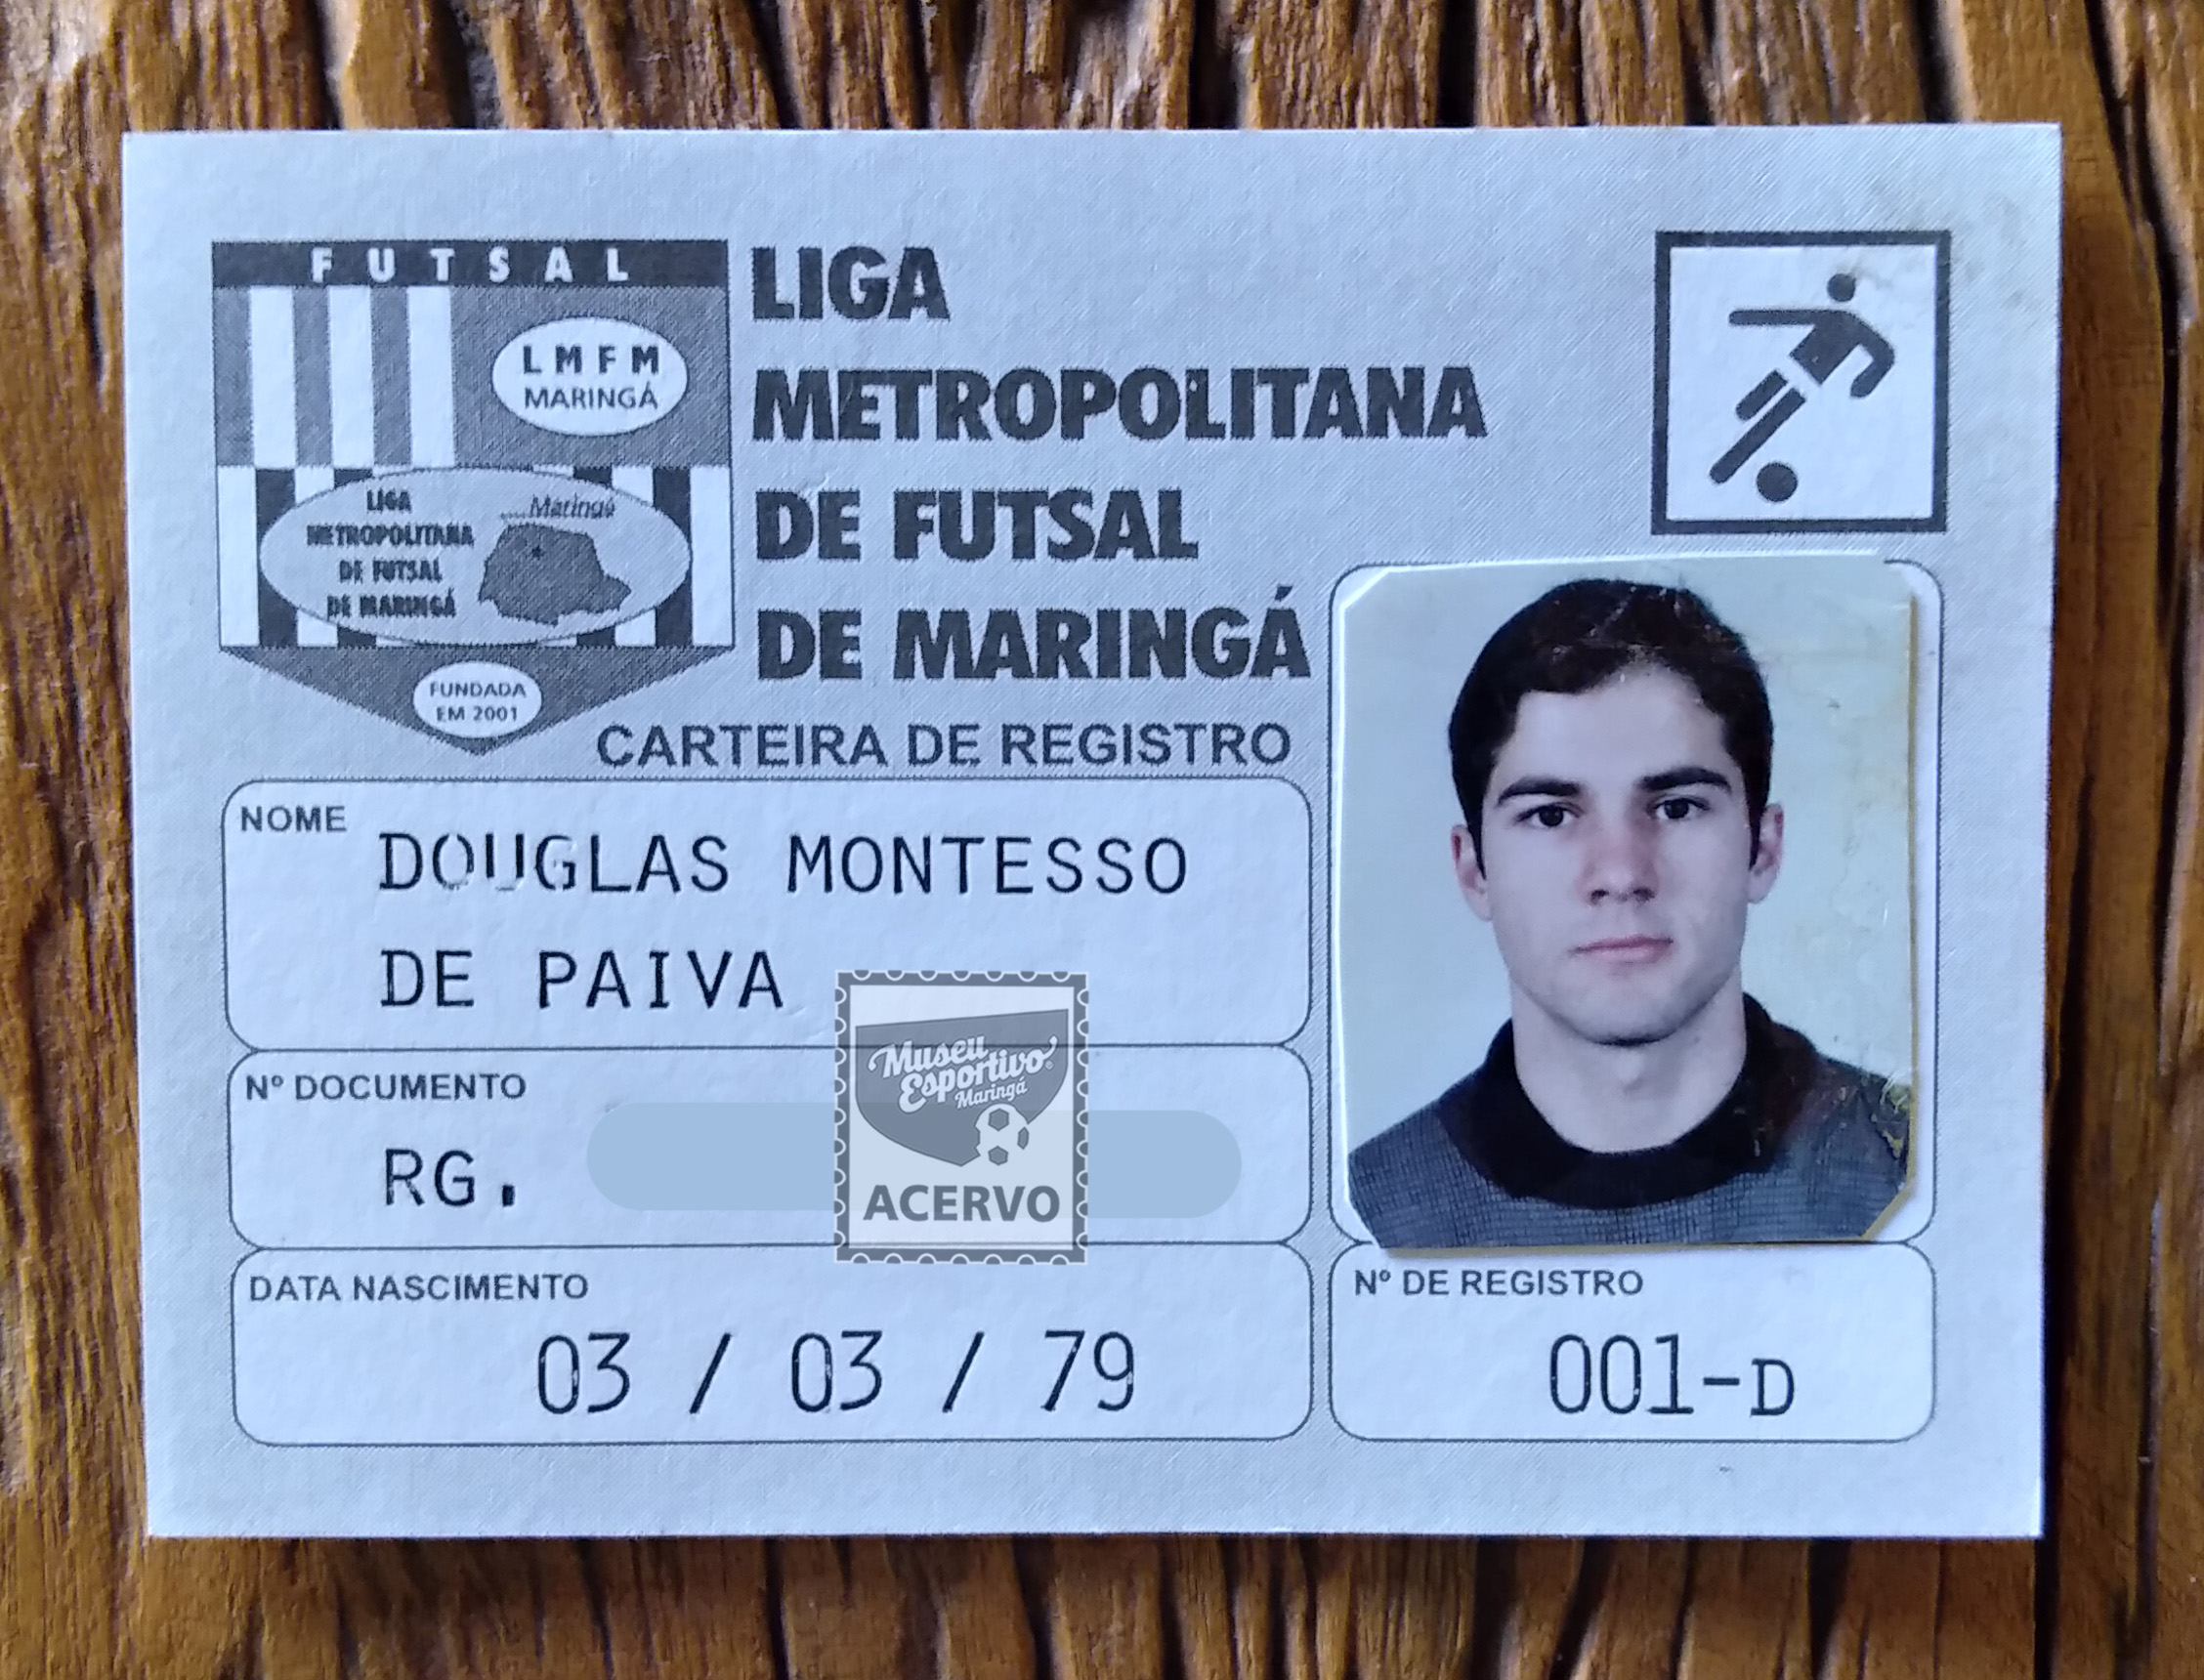 FUTSAL
LMFM
MARINGÁ
LIGA
METROPOLITANA
DE FUTSAL
DE MARINGÁ
Maringá
FUNDADA
EM 2001
LIGA
METROPOLITANA
DE FUTSAL
DE MARINGÁ
CARTEIRA DE REGISTRO
NOME
DOUGLAS MONTESSO
DE PAIVA
Nº DOCUMENTO
RG.
Museu
Esportivo
Maringá
ACERVO
DATA NASCIMENTO
03 / 03 / 79
Nº DE REGISTRO
001-D